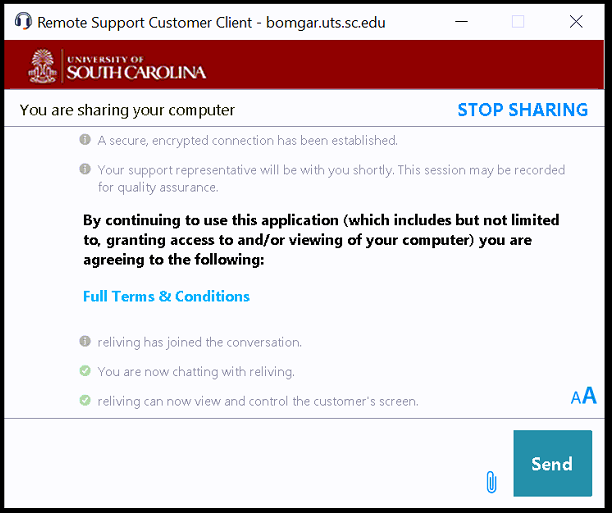 Remote Support Customer Client - bomgar.uts.sc.edu
UNIVERSITY OF
SOUTH CAROLINA
You are sharing your computer
STOP SHARING
A secure, encrypted connection has been established.
Your support representative will be with you shortly. This session may be recorded
for quality assurance.
By continuing to use this application (which includes but not limited
to, granting access to and/or viewing of your computer) you are
agreeing to the following:
Full Terms & Conditions
reliving has joined the conversation.
You are now chatting with reliving.
reliving can now view and control the customer's screen.
AA
Send